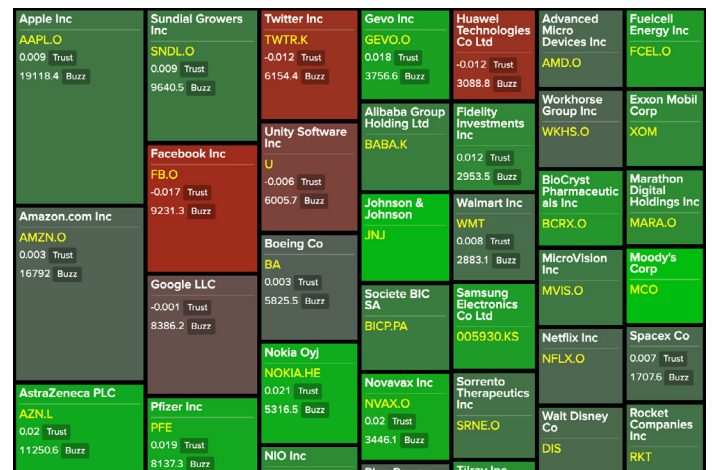 Apple Inc
AAPL.O
0.009 Trust
19118.4 Buzz
Amazon.com Inc
AMZN.O
0.003 Trust
16792 Buzz
AstraZeneca PLC
AZN.L
0.02 Trust
11250.6 Buzz
Sundial Growers
Inc
SNDL.O
0.009 Trust
9640.5 Buzz
Facebook Inc
FB.O
-0.017 Trust
9231.3 Buzz
Google LLC
-0.001 Trust
8386.2 Buzz
Pfizer Inc
PFE
0.019 Trust
8137.3 Buzz
Twitter Inc
TWTR.K
-0.012 Trust
6154.4 Buzz
Unity Software
Inc
U
-0.006 Trust
6005.7 Buzz
Boeing Co
BA
0.003 Trust
5825.5 Buzz
Nokia Oyj
NOKIA.HE
0.021 Trust
5316.5 Buzz
NIO Inc
Gevo Inc
GEVO.O
0.018 Trust
3756.6 Buzz
Alibaba Group
Holding Ltd
BABA.K
Johnson &
Johnson
JNJ
Societe BIC
SA
BICP.PA
Novavax Inc
NVAX.O
0.02 Trust
3446.1 Buzz
Huawei
Technologies
Co Ltd
-0.012 Trust
3088.8 Buzz
Fidelity
Investments
Inc
0.012 Trust
2953.5 Buzz
Walmart Inc
WMT
0.008 Trust
2883.1 Buzz
Samsung
Electronics
Co Ltd
005930.KS
Sorrento
Therapeutics
Inc
SRNE.O
Tilray Inc
Advanced
Micro
Devices Inc
AMD.O
Workhorse
Group Inc
WKHS.O
BioCryst
Pharmaceutic
als Inc
BCRX.O
MicroVision
Inc
MVIS.O
Netflix Inc
NFLX.O
Walt Disney
Co
DIS
Fuelcell
Energy Inc
FCEL.O
Exxon Mobil
Corp
XOM
Marathon
Digital
Holdings Inc
MARA.O
Moody's
Corp
MCO
Spacex Co
0.007 Trust
1707.6 Buzz
Rocket
Companies
Inc
RKT